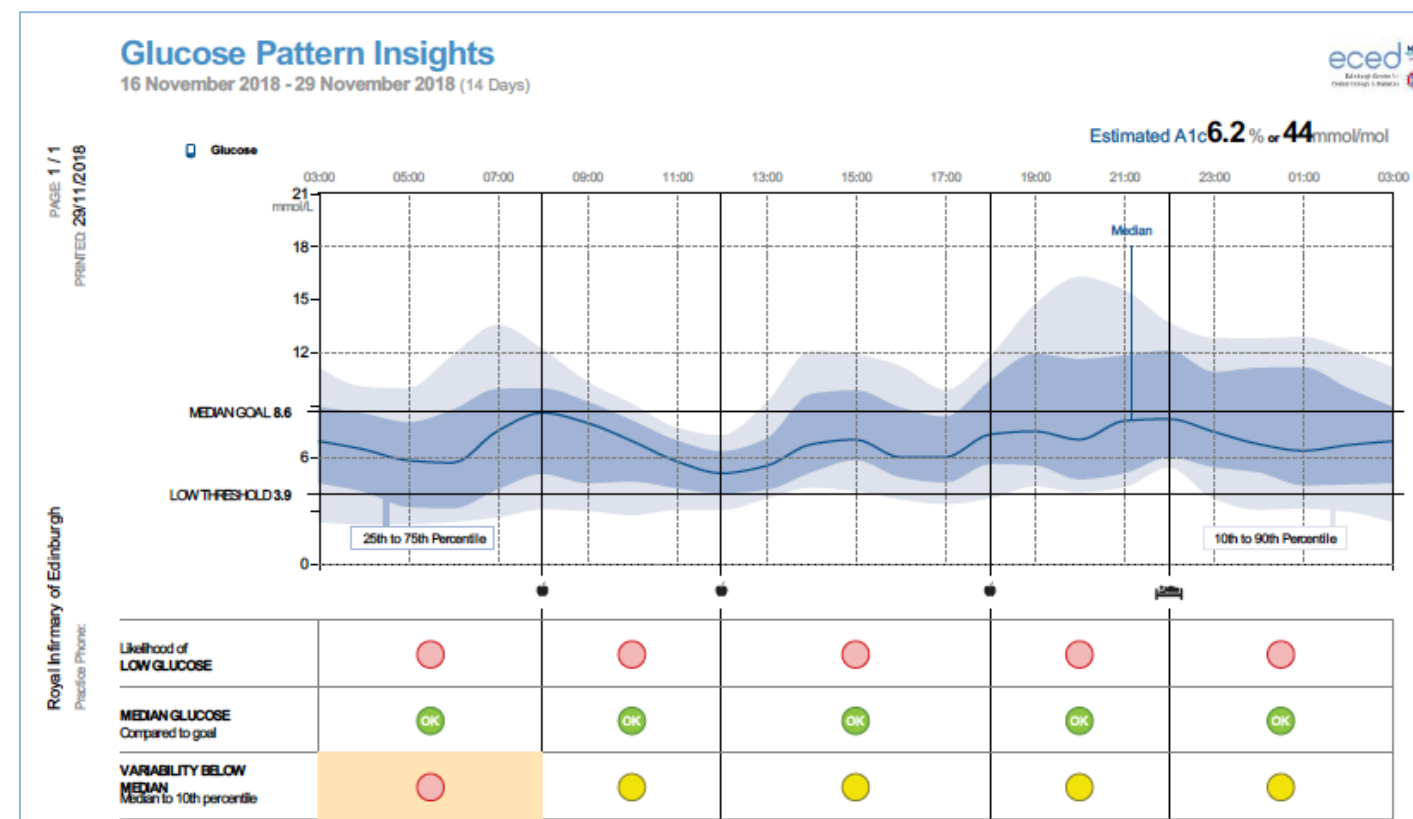 Glucose Pattern Insights
16 November 2018 - 29 November 2018 (14 Days)
eced
Estimated A1c 6.2 % or 44 mmol/mol
PAGE: 1 / 1
PRINTED: 29/11/2018
Glucose
03:00 05:00 07:00 09:00 11:00 13:00 15:00 17:00 19:00 21:00 23:00 01:00 03:00
21
mmol/L
Median
18
15
12
MEDIAN GOAL 8.6
6
LOW THRESHOLD 3.9
25th to 75th Percentile
10th to 90th Percentile
0
Royal Infirmary of Edinburgh
Practice Phone:
Likelihood of
LOW GLUCOSE
MEDIAN GLUCOSE
Compared to goal
OK OK OK OK OK
VARIABILITY BELOW
MEDIAN
Median to 10th percentile